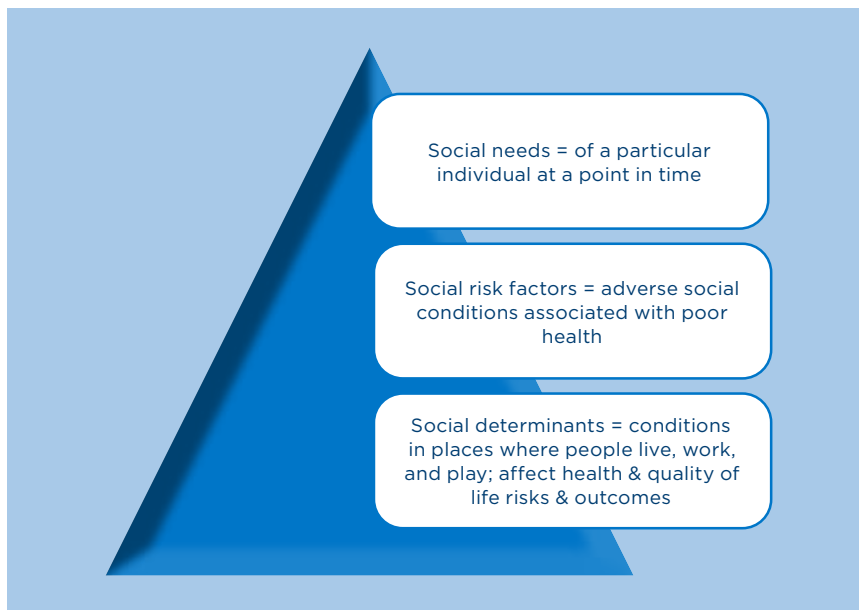 Social needs = of a particular
individual at a point in time
Social risk factors = adverse social
conditions associated with poor
health
Social determinants = conditions
in places where people live, work,
and play; affect health & quality of
life risks & outcomes